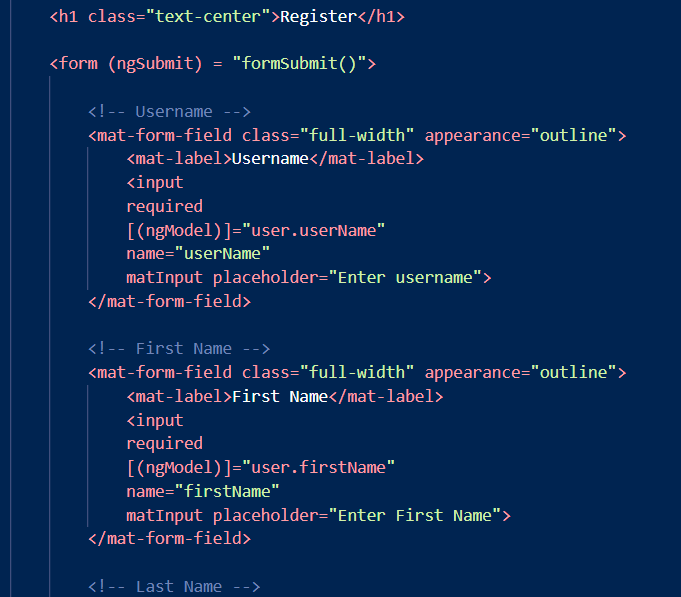 <h1 class="text-center">Register</h1>
<form (ngSubmit) = "formSubmit()">
<!-- Username -->
<mat-form-field class="full-width" appearance="outline">
<mat-label>Username</mat-label>
<input
required
[(ngModel)]="user.userName"
name="userName"
matInput placeholder="Enter username">
</mat-form-field>
<!-- First Name -->
<mat-form-field class="full-width" appearance="outline">
<mat-label>First Name</mat-label>
<input
required
[(ngModel)]="user.firstName"
name="firstName"
matInput placeholder="Enter First Name">
</mat-form-field>
<!-- Last Name -->